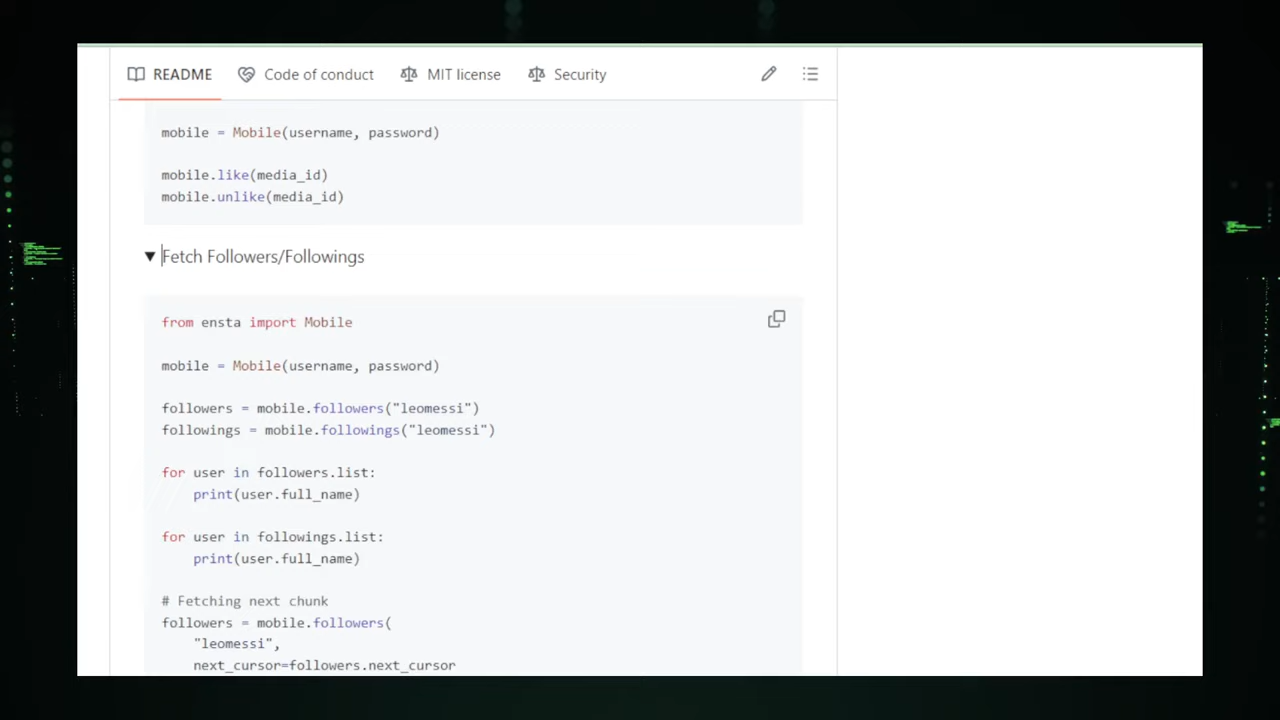 README Code of conduct MIT license Security
mobile = Mobile(username, password)
mobile.like(media_id)
mobile.unlike(media_id)
Fetch Followers/Followings
from ensta import Mobile
mobile = Mobile(username, password)
followers = mobile.followers("leomessi")
followings = mobile.followings("leomessi")
for user in followers.list:
    print(user.full_name)
for user in followings.list:
    print(user.full_name)
# Fetching next chunk
followers = mobile.followers(
    "leomessi",
    next_cursor=followers.next_cursor